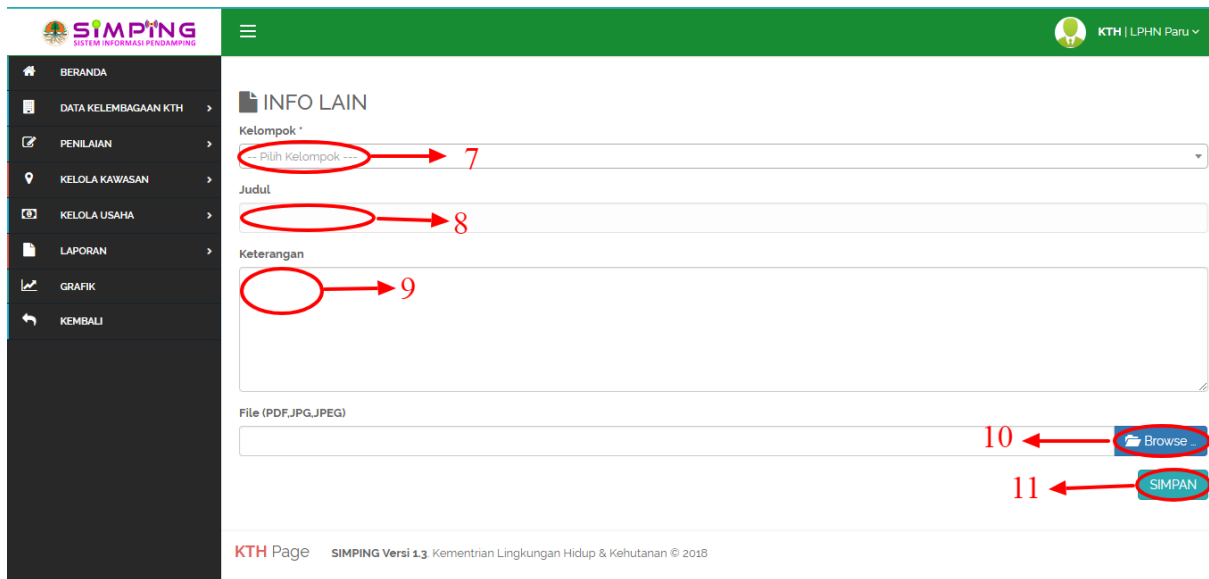 SIMPING
SISTEM INFORMASI PENDAMPING
KTH | LPHN Paru
BERANDA
DATA KELEMBAGAAN KTH
PENILAIAN
KELOLA KAWASAN
KELOLA USAHA
LAPORAN
GRAFIK
KEMBALI
INFO LAIN
Kelompok *
-- Pilih Kelompok ---
7
Judul
8
Keterangan
9
File (PDF,JPG,JPEG)
10
Browse ...
11
SIMPAN
KTH Page SIMPING Versi 1.3. Kementrian Lingkungan Hidup & Kehutanan © 2018